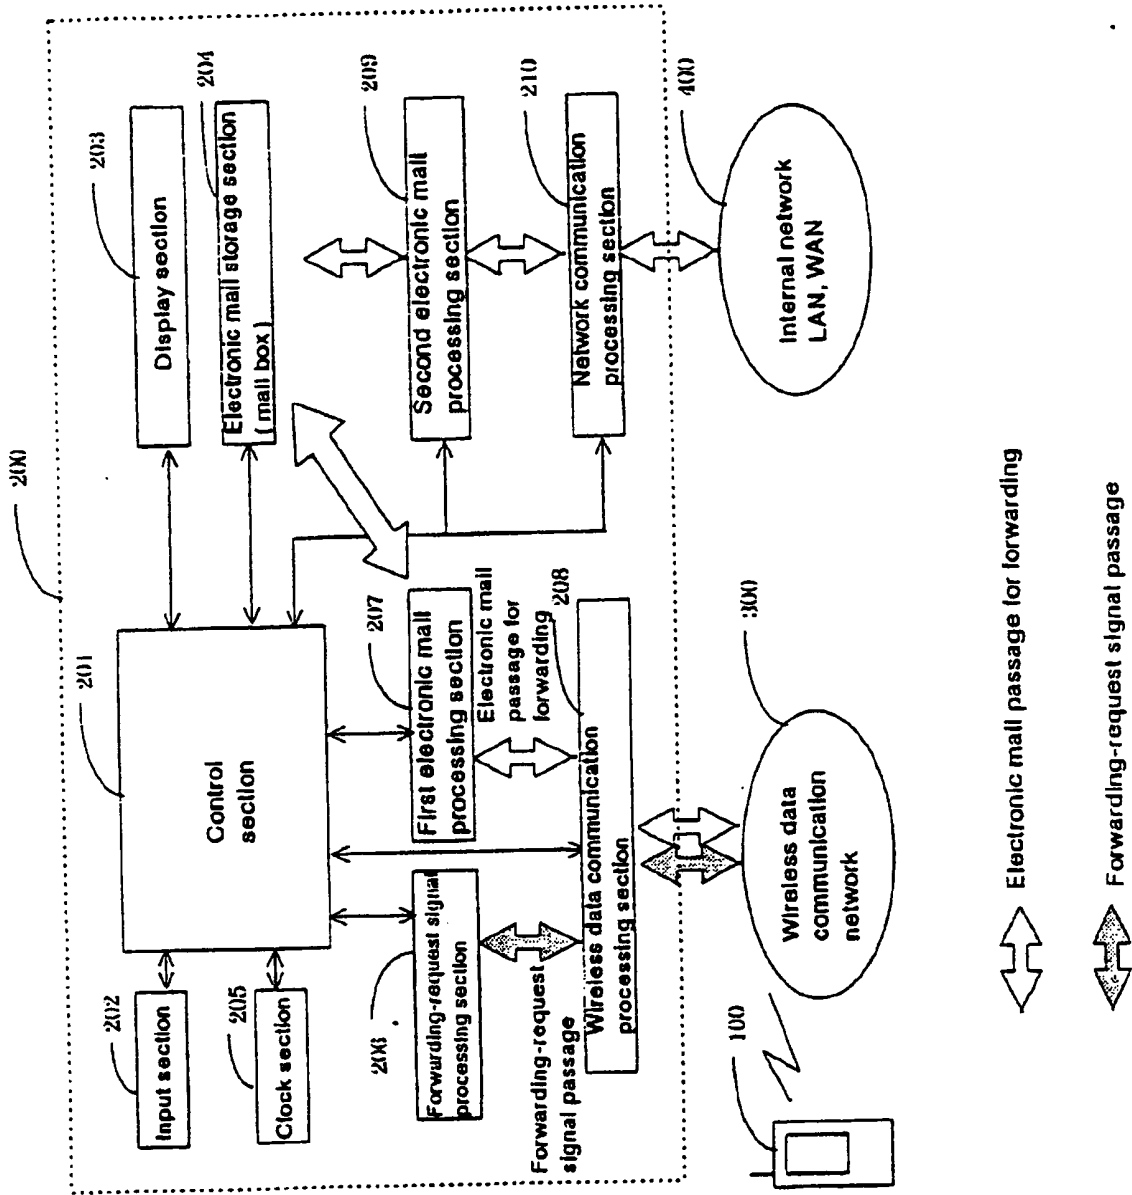 200
201
Control
section
202
Input section
205
Clock section
203
Display section
204
Electronic mail storage section
( mail box )
206
Forwarding-request signal
processing section
207
First electronic mail
processing section
209
Second electronic mail
processing section
Electronic mail
passage for
forwarding
Forwarding-request
signal passage
208
Wireless data communication
processing section
210
Network communication
processing section
100
300
Wireless data
communication
network
400
Internal network
LAN, WAN
Electronic mail passage for forwarding
Forwarding-request signal passage